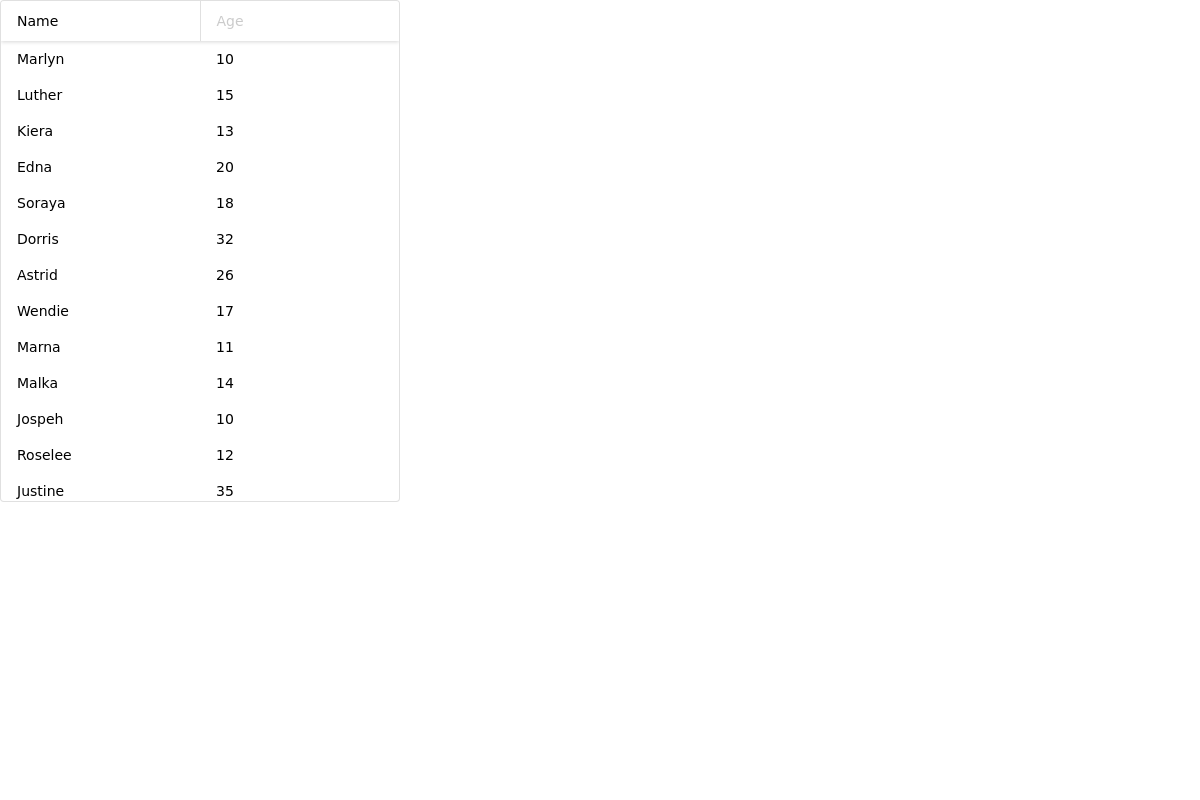 Name Age
Marlyn 10
Luther 15
Kiera 13
Edna 20
Soraya 18
Dorris 32
Astrid 26
Wendie 17
Marna 11
Malka 14
Jospeh 10
Roselee 12
Justine 35